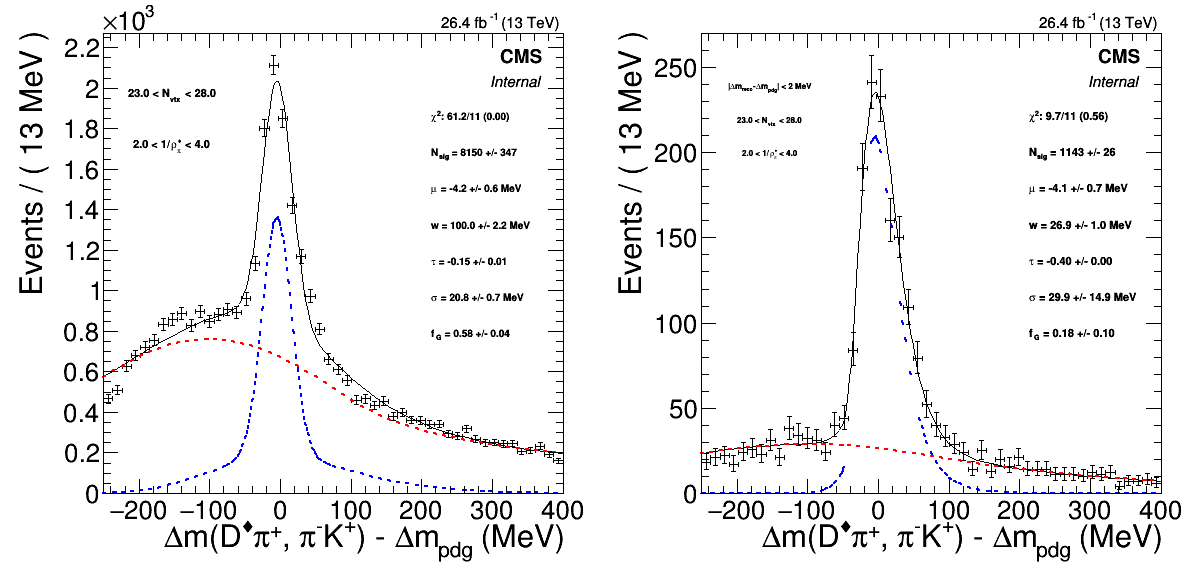 ×10³
26.4 fb⁻¹ (13 TeV)
Events / ( 13 MeV )
2.2
2
1.8
1.6
1.4
1.2
1
0.8
0.6
0.4
0.2
0
CMS
Internal
23.0 < N_vtx < 28.0
2.0 < 1/ρ_π^♦ < 4.0
χ²: 61.2/11 (0.00)
N_sig = 8150 +/- 347
μ = -4.2 +/- 0.6 MeV
w = 100.0 +/- 2.2 MeV
τ = -0.15 +/- 0.01
σ = 20.8 +/- 0.7 MeV
f_G = 0.58 +/- 0.04
−200 −100 0 100 200 300 400
Δm(D♦π⁺, π⁻K⁺) - Δm_pdg (MeV)
26.4 fb⁻¹ (13 TeV)
Events / ( 13 MeV )
250
200
150
100
50
0
CMS
Internal
|Δm_reco-Δm_pdg| < 2 MeV
23.0 < N_vtx < 28.0
2.0 < 1/ρ_π^♦ < 4.0
χ²: 9.7/11 (0.56)
N_sig = 1143 +/- 26
μ = -4.1 +/- 0.7 MeV
w = 26.9 +/- 1.0 MeV
τ = -0.40 +/- 0.00
σ = 29.9 +/- 14.9 MeV
f_G = 0.18 +/- 0.10
−200 −100 0 100 200 300 400
Δm(D♦π⁺, π⁻K⁺) - Δm_pdg (MeV)